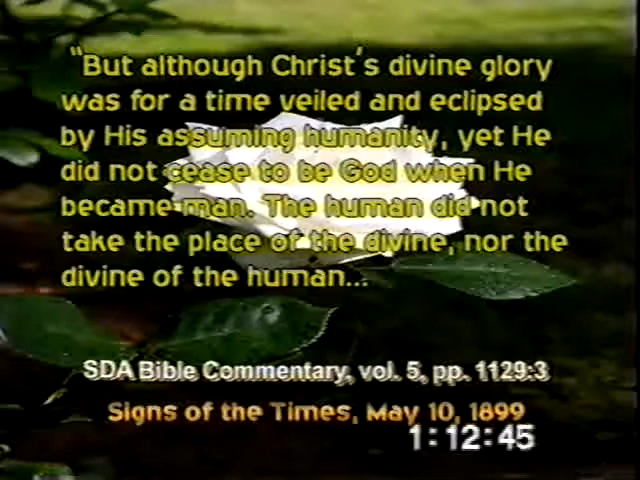 "But although Christ's divine glory
was for a time veiled and eclipsed
by His assuming humanity, yet He
did not cease to be God when He
became man. The human did not
take the place of the divine, nor the
divine of the human...
SDA Bible Commentary, vol. 5, pp. 1129:3
Signs of the Times, May 10, 1899
1:12:45